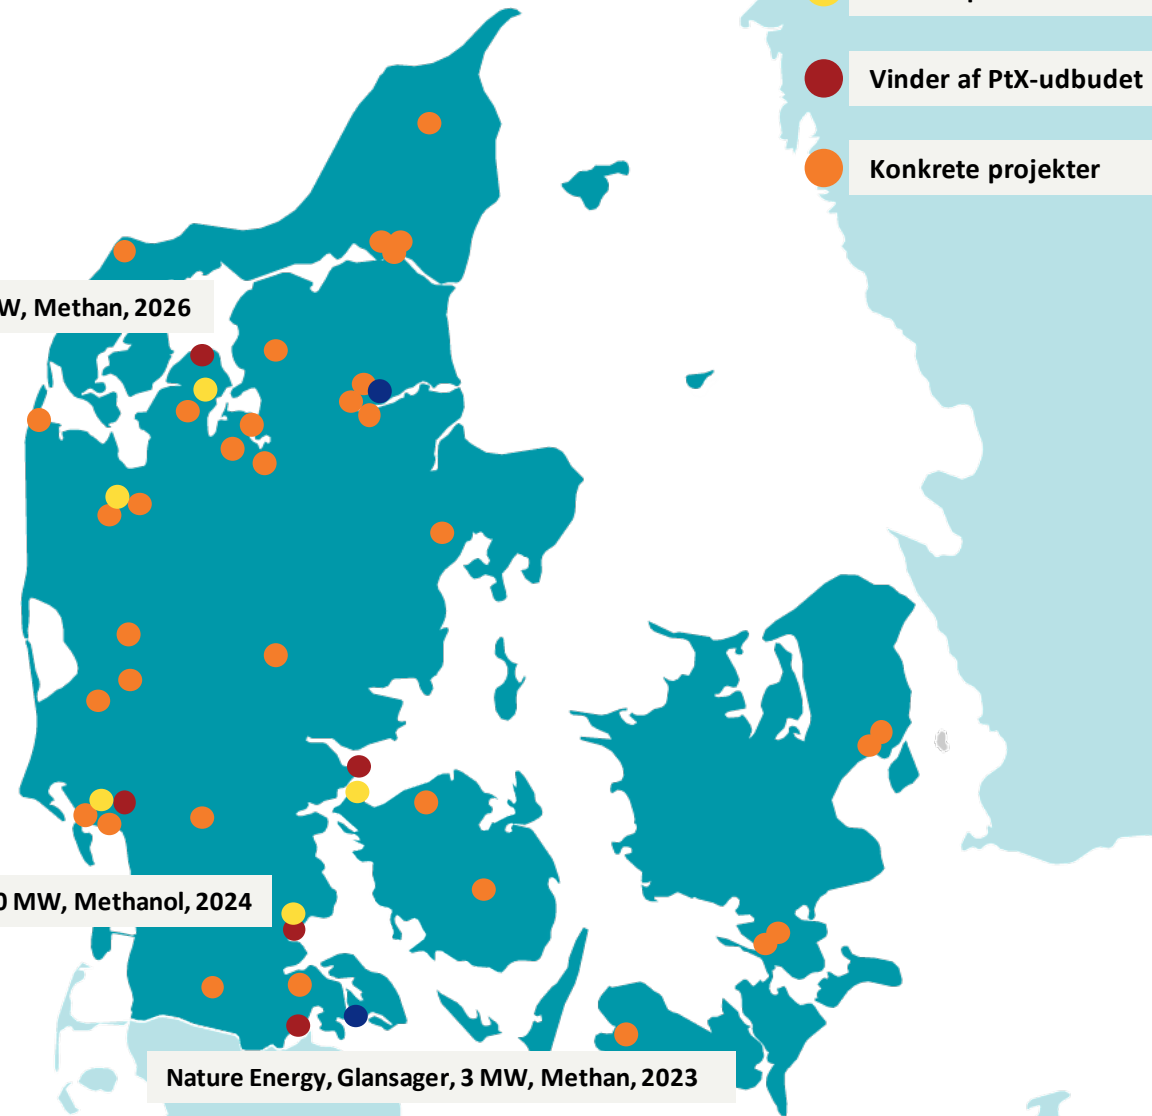 Vinder af PtX-udbudet
Konkrete projekter
W, Methan, 2026
0 MW, Methanol, 2024
Nature Energy, Glansager, 3 MW, Methan, 2023